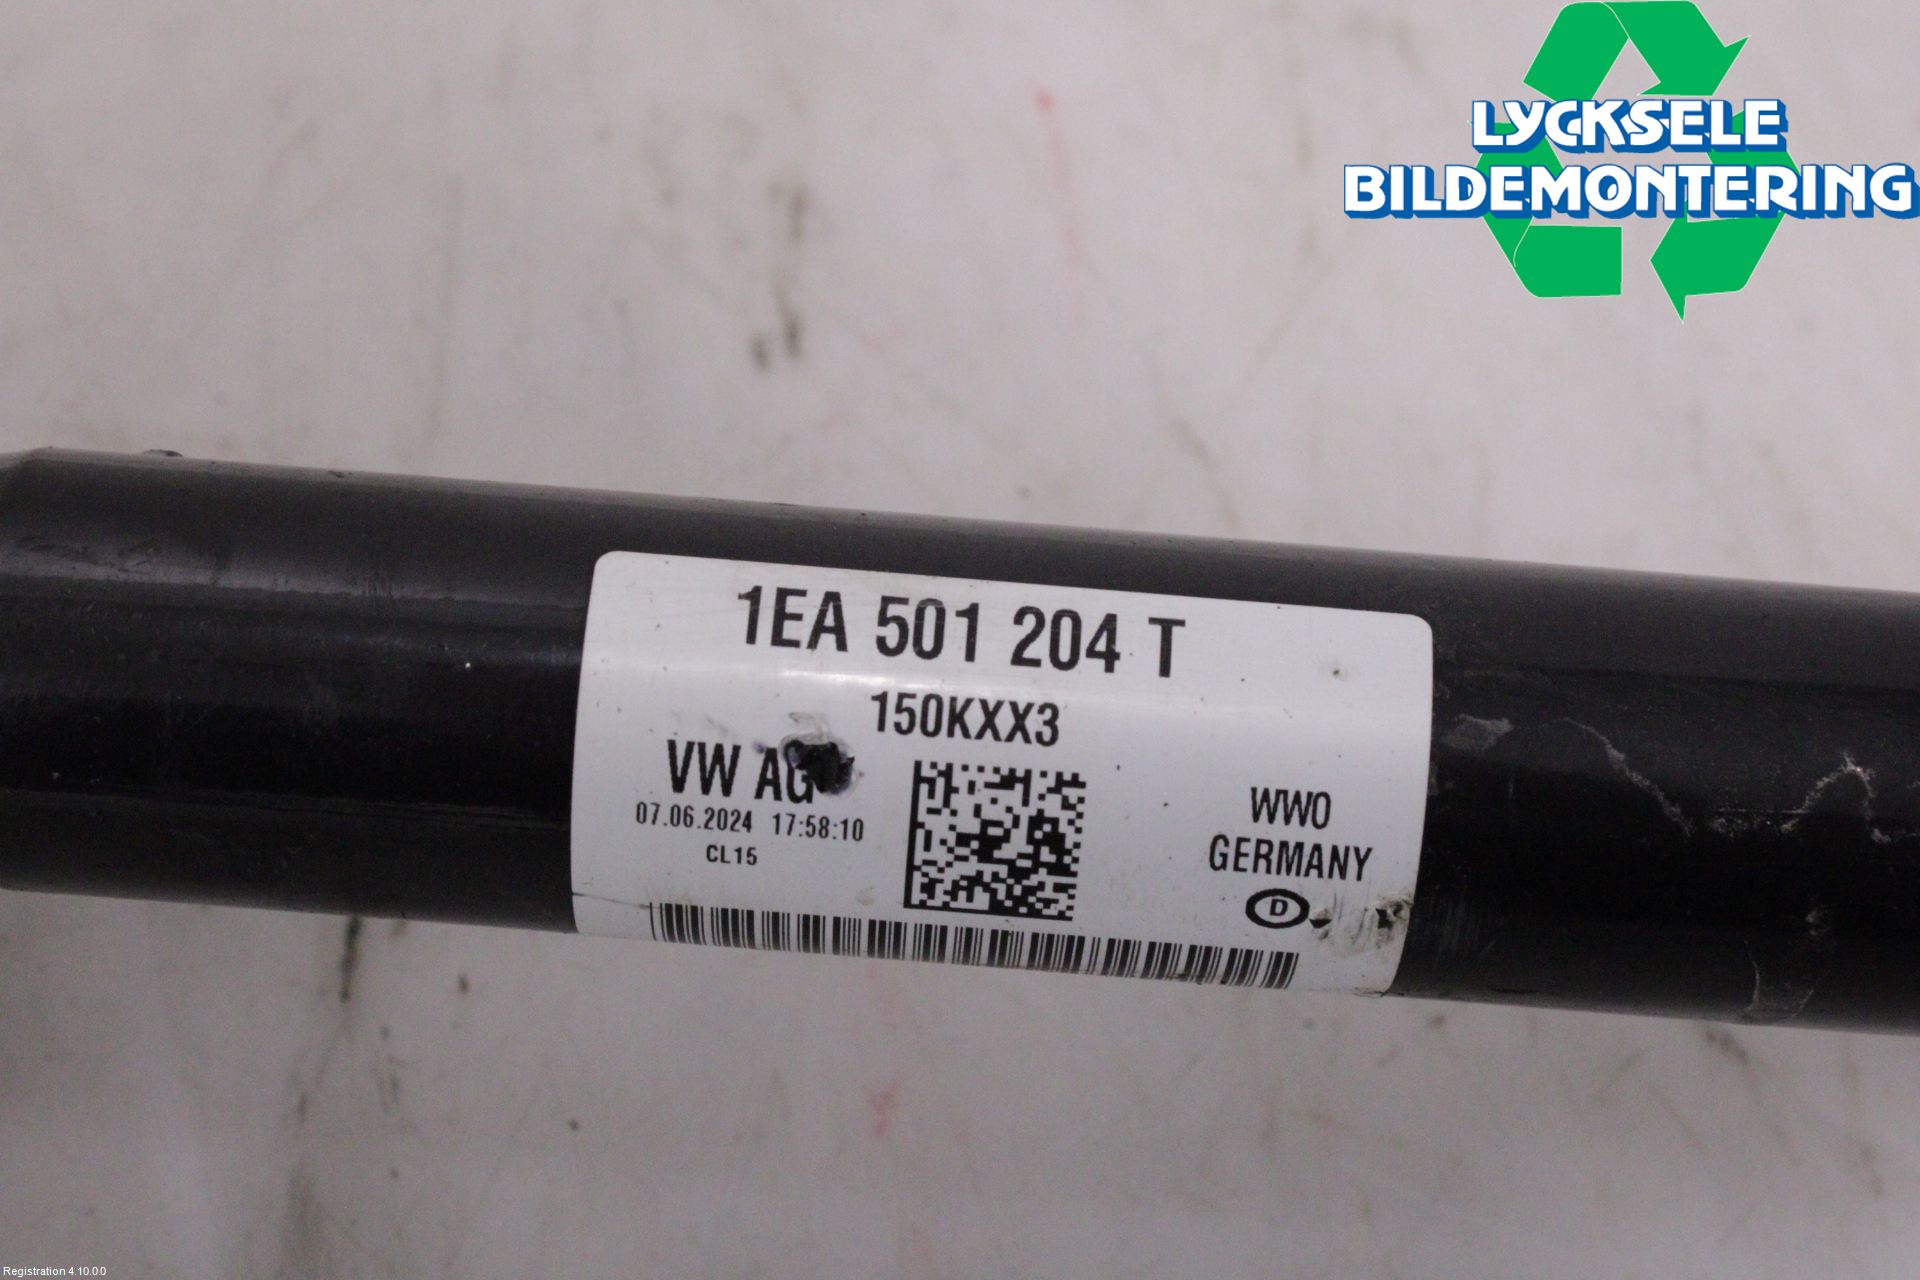 LYCKSELE
BILDEMONTERING
1EA 501 204 T
150KXX3
VW AG
07.06.2024 17:58:10
CL15
WWO
GERMANY
D
Registration 4.10.0.0